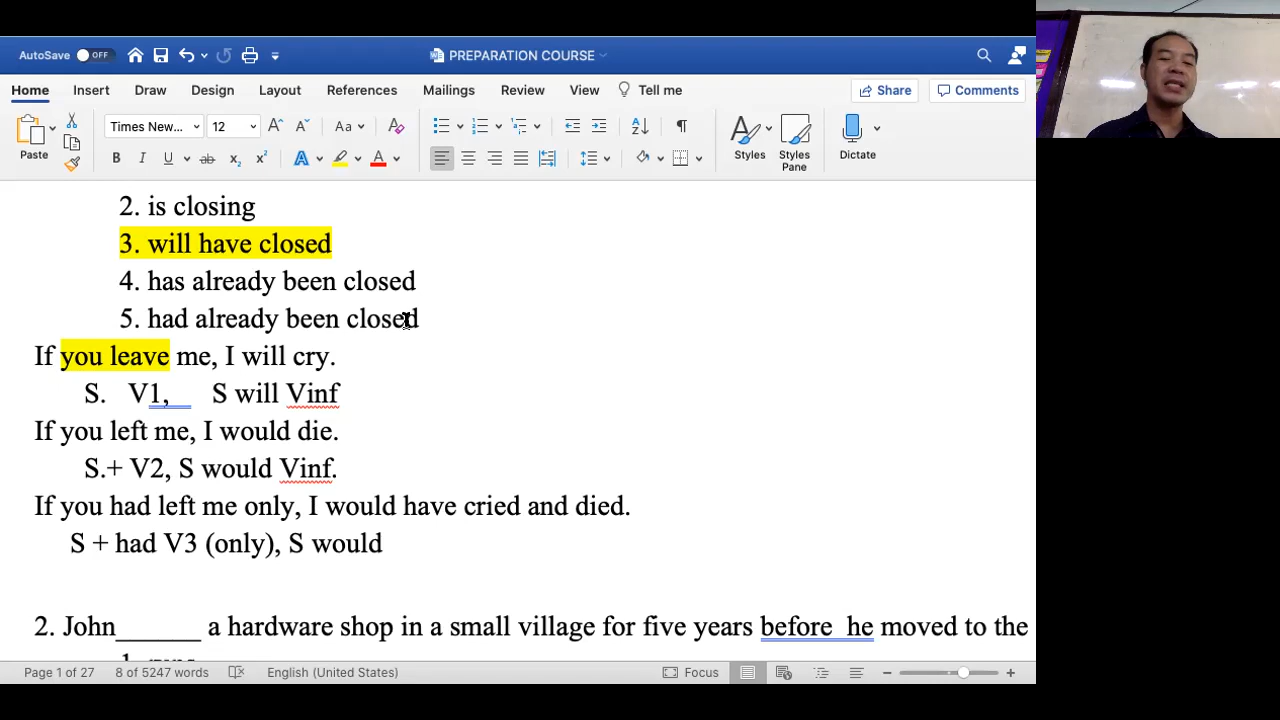 AutoSave OFF PREPARATION COURSE
Home Insert Draw Design Layout References Mailings Review View Tell me Share Comments
Times New... 12
Paste Styles Styles Pane Dictate
2. is closing
3. will have closed
4. has already been closed
5. had already been closed
If you leave me, I will cry.
S. V1, S will Vinf
If you left me, I would die.
S.+ V2, S would Vinf.
If you had left me only, I would have cried and died.
S + had V3 (only), S would
2. John______ a hardware shop in a small village for five years before he moved to the
Page 1 of 27 8 of 5247 words English (United States) Focus